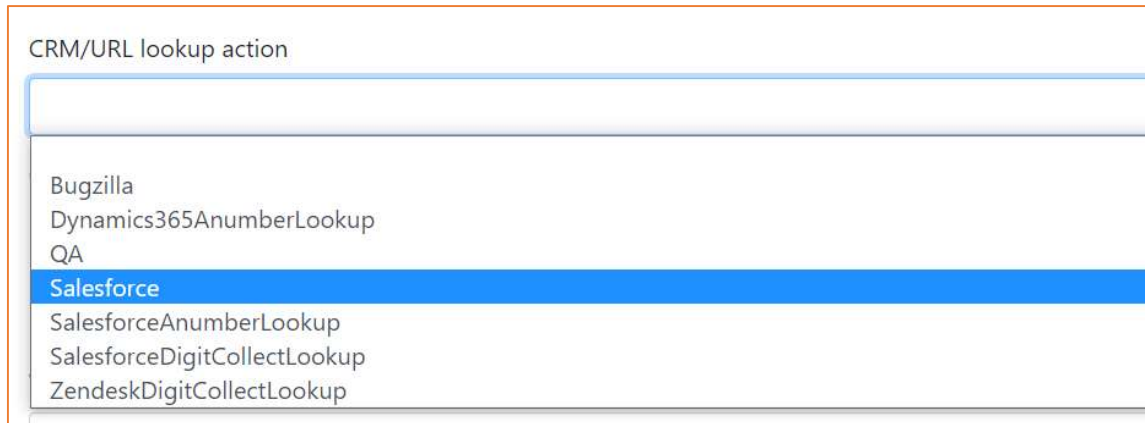 CRM/URL lookup action
Bugzilla
Dynamics365AnumberLookup
QA
Salesforce
SalesforceAnumberLookup
SalesforceDigitCollectLookup
ZendeskDigitCollectLookup